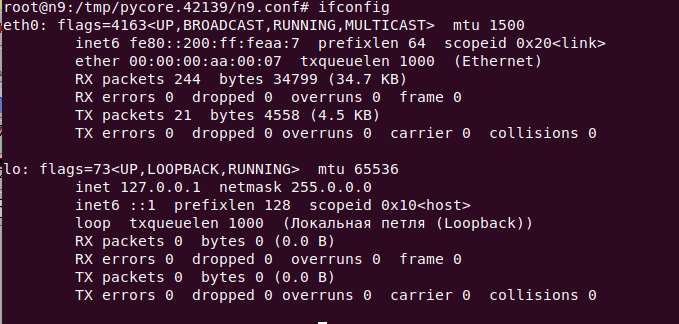 root@n9:/tmp/pycore.42139/n9.conf# ifconfig
eth0: flags=4163<UP,BROADCAST,RUNNING,MULTICAST>  mtu 1500
        inet6 fe80::200:ff:feaa:7  prefixlen 64  scopeid 0x20<link>
        ether 00:00:00:aa:00:07  txqueuelen 1000  (Ethernet)
        RX packets 244  bytes 34799 (34.7 KB)
        RX errors 0  dropped 0  overruns 0  frame 0
        TX packets 21  bytes 4558 (4.5 KB)
        TX errors 0  dropped 0 overruns 0  carrier 0  collisions 0

lo: flags=73<UP,LOOPBACK,RUNNING>  mtu 65536
        inet 127.0.0.1  netmask 255.0.0.0
        inet6 ::1  prefixlen 128  scopeid 0x10<host>
        loop  txqueuelen 1000  (Локальная петля (Loopback))
        RX packets 0  bytes 0 (0.0 B)
        RX errors 0  dropped 0  overruns 0  frame 0
        TX packets 0  bytes 0 (0.0 B)
        TX errors 0  dropped 0 overruns 0  carrier 0  collisions 0